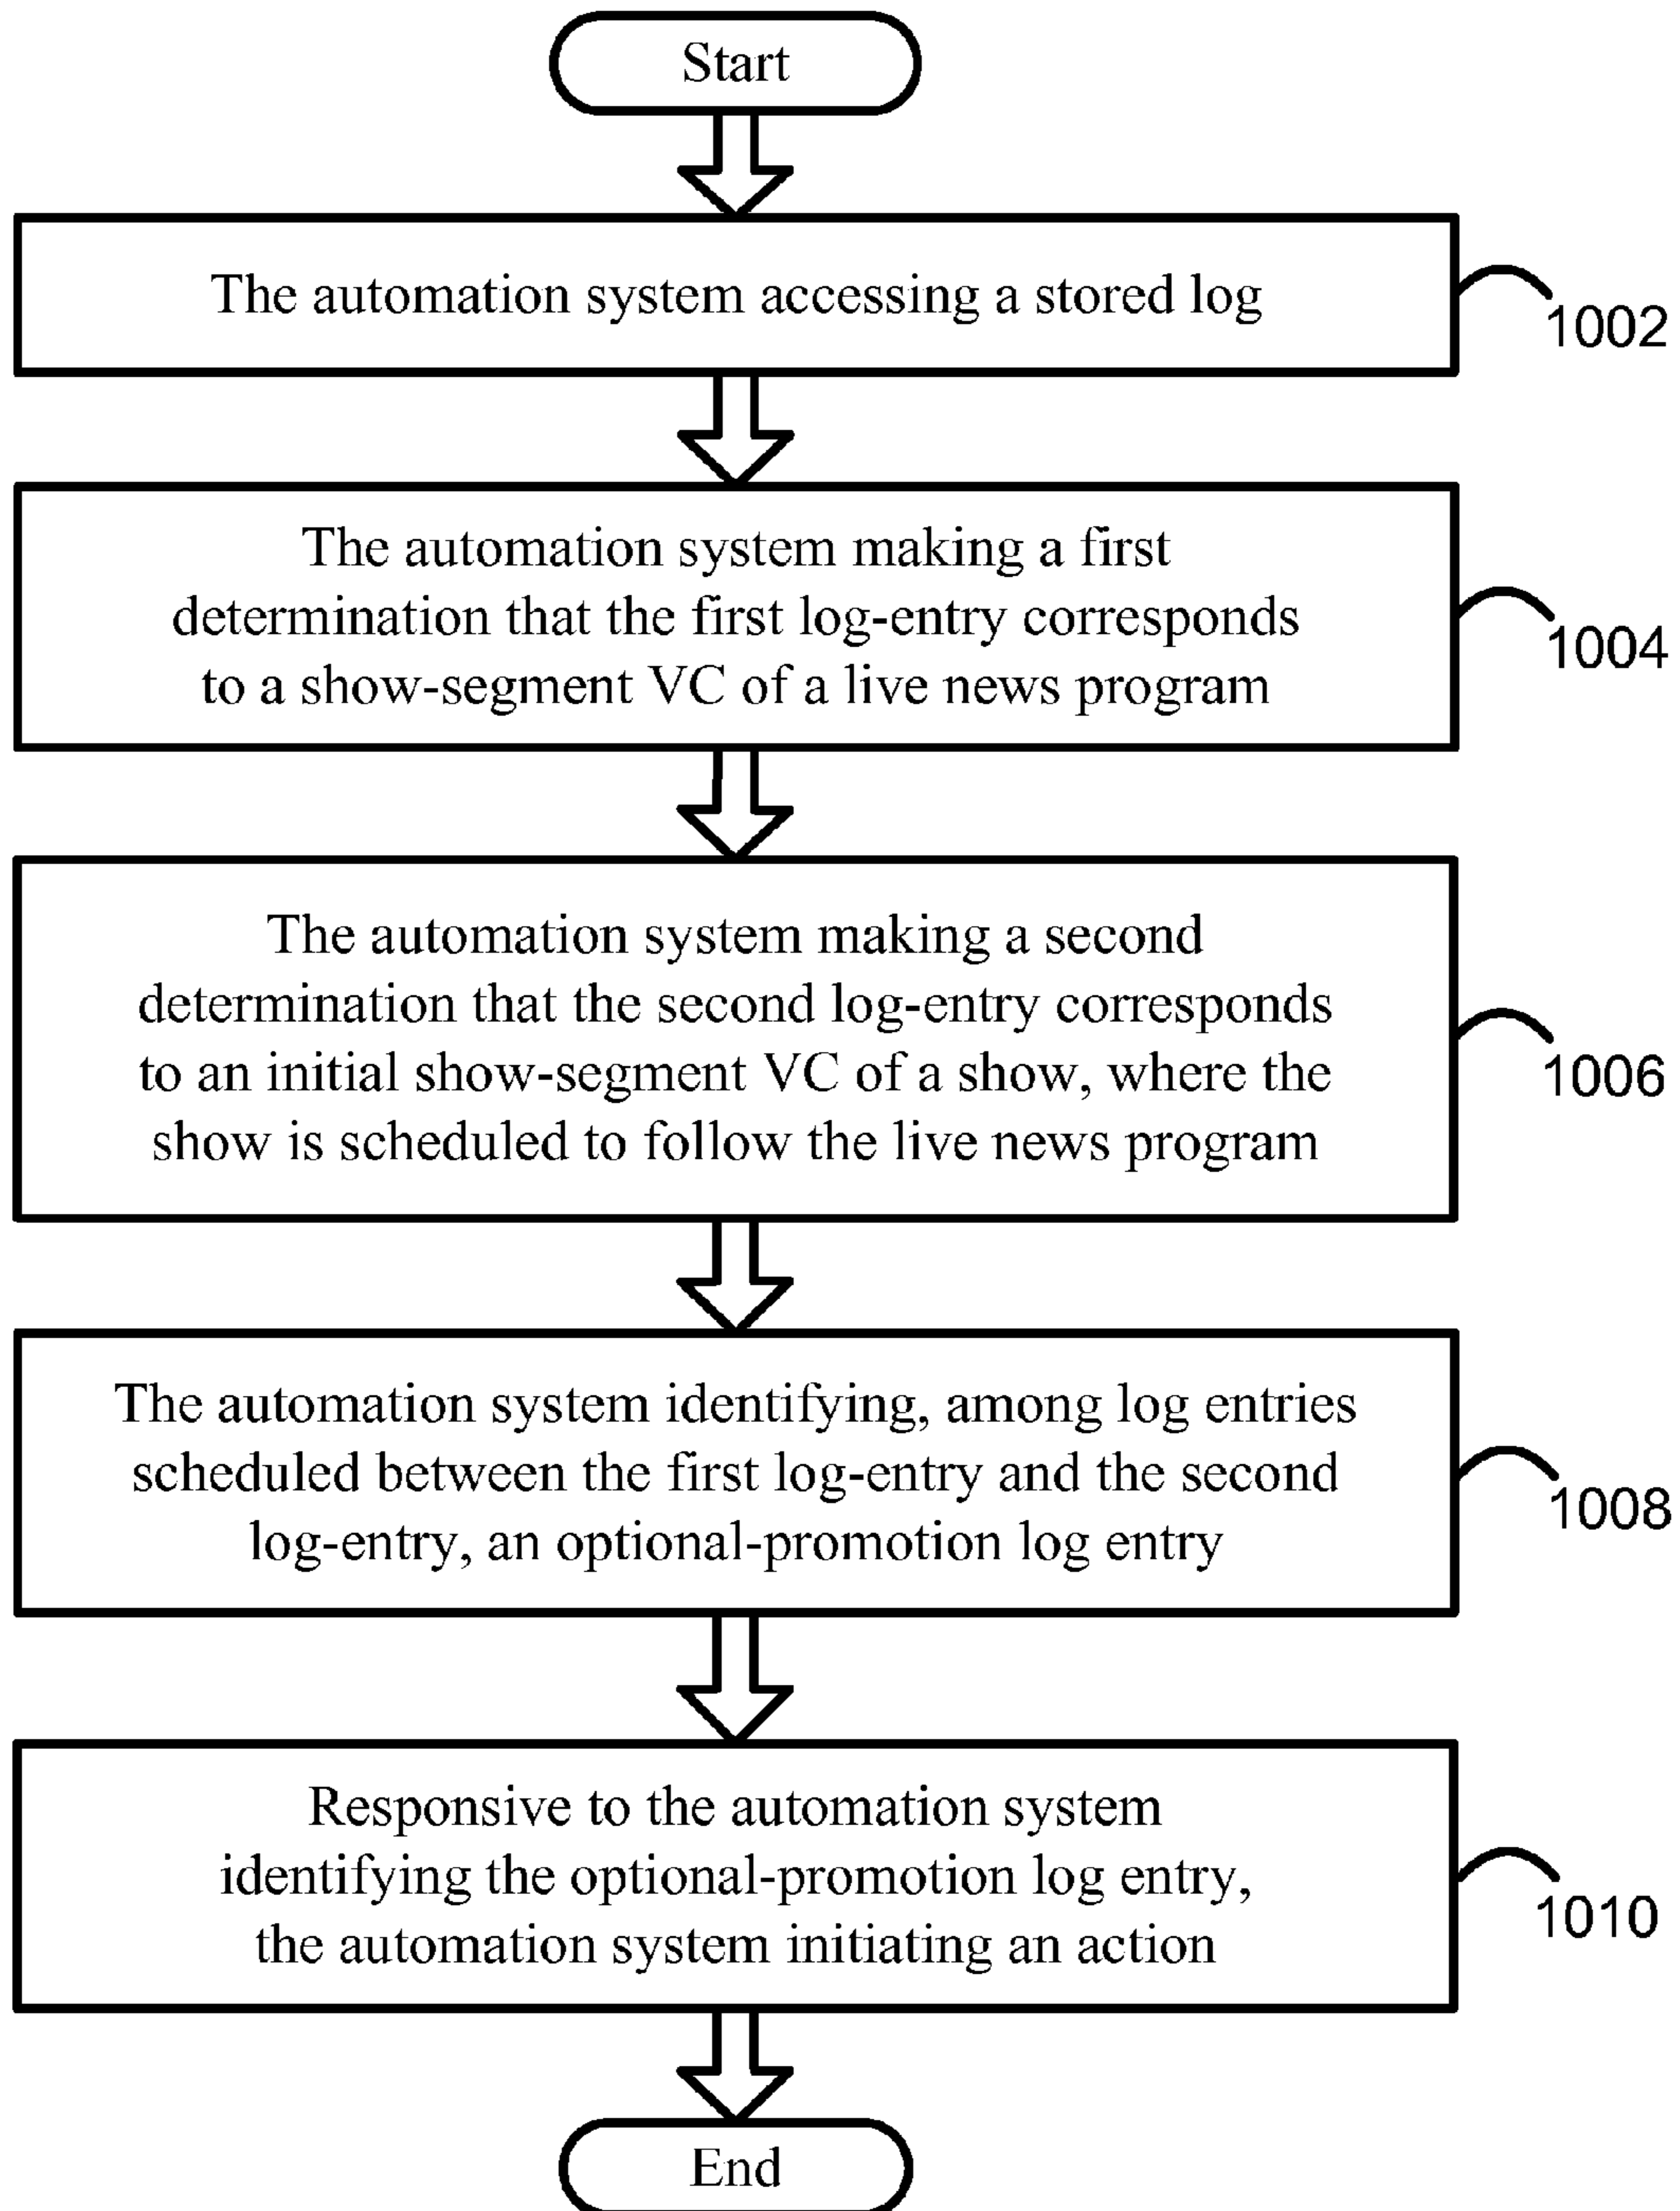 Start
The automation system accessing a stored log
1002
The automation system making a first
determination that the first log-entry corresponds
to a show-segment VC of a live news program
1004
The automation system making a second
determination that the second log-entry corresponds
to an initial show-segment VC of a show, where the
show is scheduled to follow the live news program
1006
The automation system identifying, among log entries
scheduled between the first log-entry and the second
log-entry, an optional-promotion log entry
1008
Responsive to the automation system
identifying the optional-promotion log entry,
the automation system initiating an action
1010
End